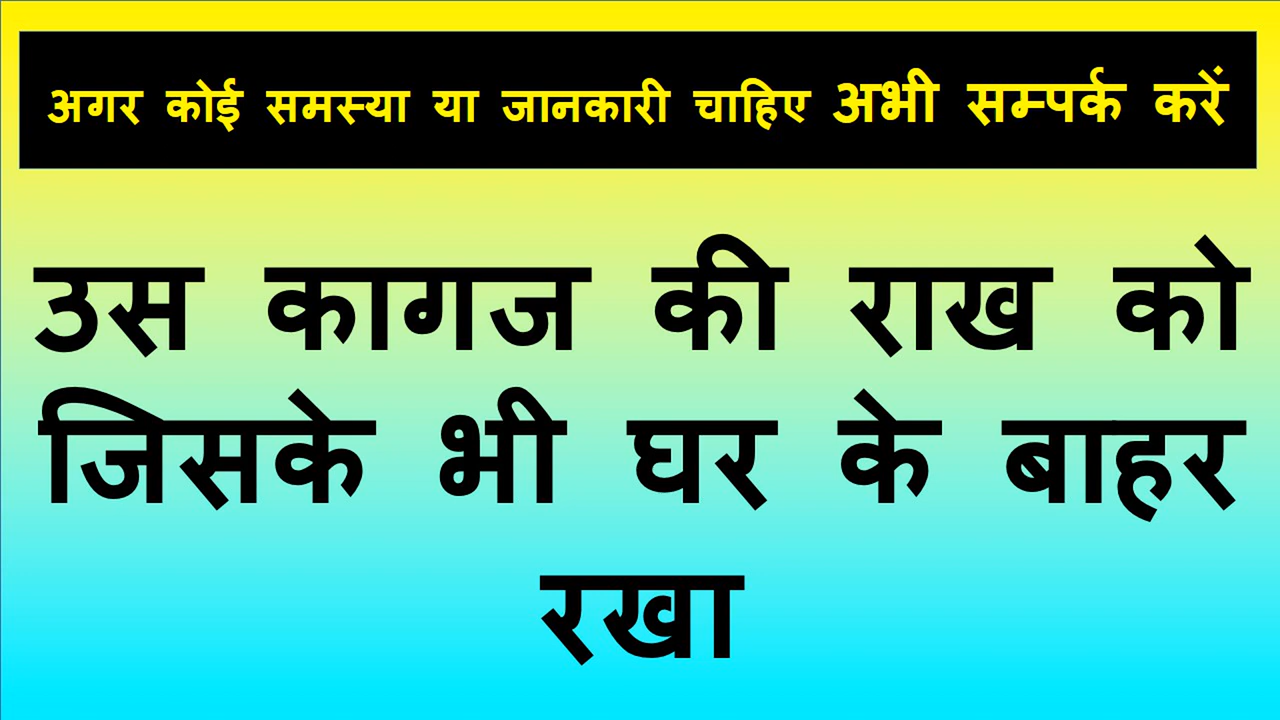 अगर कोई समस्या या जानकारी चाहिए अभी सम्पर्क करें
उस कागज की राख को
जिसके भी घर के बाहर
रखा